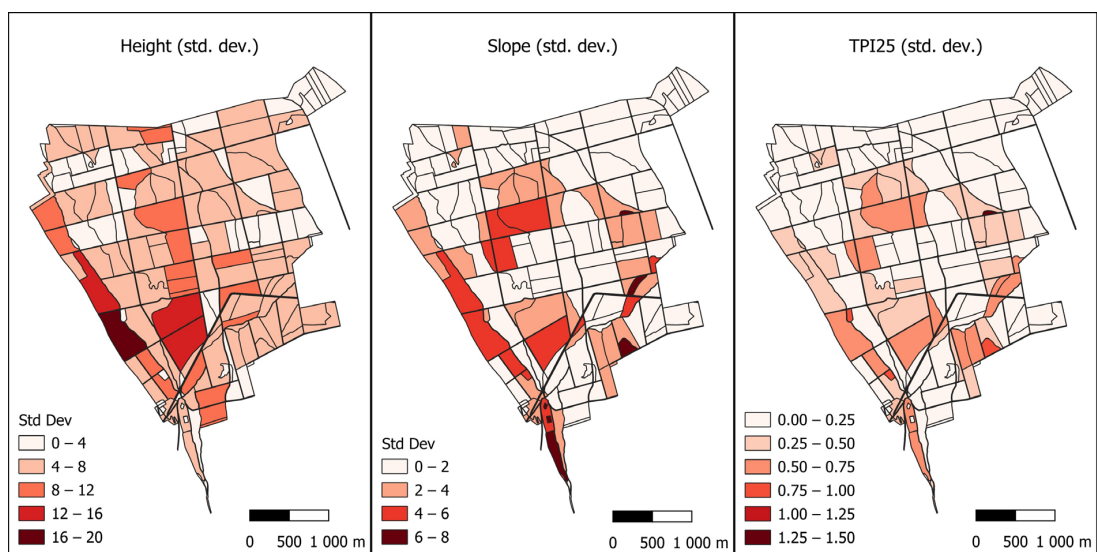 Height (std. dev.)
Std Dev
0 – 4
4 – 8
8 – 12
12 – 16
16 – 20
0 500 1 000 m
Slope (std. dev.)
Std Dev
0 – 2
2 – 4
4 – 6
6 – 8
0 500 1 000 m
TPI25 (std. dev.)
0.00 – 0.25
0.25 – 0.50
0.50 – 0.75
0.75 – 1.00
1.00 – 1.25
1.25 – 1.50
0 500 1 000 m